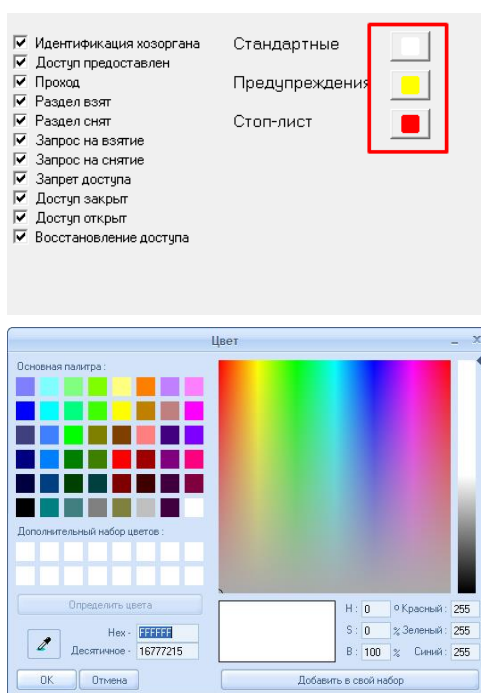 Идентификация хозоргана
Доступ предоставлен
Проход
Раздел взят
Раздел снят
Запрос на взятие
Запрос на снятие
Запрет доступа
Доступ закрыт
Доступ открыт
Восстановление доступа
Стандартные
Предупреждения
Стоп-лист
Цвет
Основная палитра :
Дополнительный набор цветов :
Определить цвета
Hex - FFFFFF
Десятичное - 16777215
OK Отмена
H : 0 ° Красный : 255
S : 0 % Зеленый : 255
B : 100 % Синий : 255
Добавить в свой набор